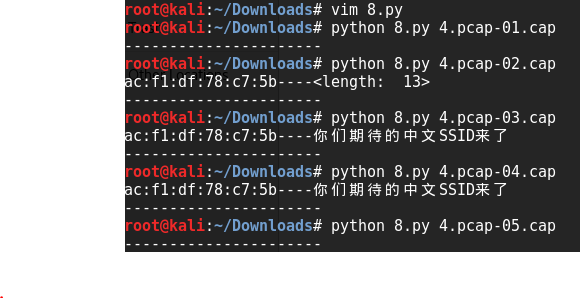 root@kali:~/Downloads# vim 8.py
root@kali:~/Downloads# python 8.py 4.pcap-01.cap
----------------------
root@kali:~/Downloads# python 8.py 4.pcap-02.cap
ac:f1:df:78:c7:5b----<length:  13>
----------------------
root@kali:~/Downloads# python 8.py 4.pcap-03.cap
ac:f1:df:78:c7:5b----你们期待的中文SSID来了
----------------------
root@kali:~/Downloads# python 8.py 4.pcap-04.cap
ac:f1:df:78:c7:5b----你们期待的中文SSID来了
----------------------
root@kali:~/Downloads# python 8.py 4.pcap-05.cap
----------------------